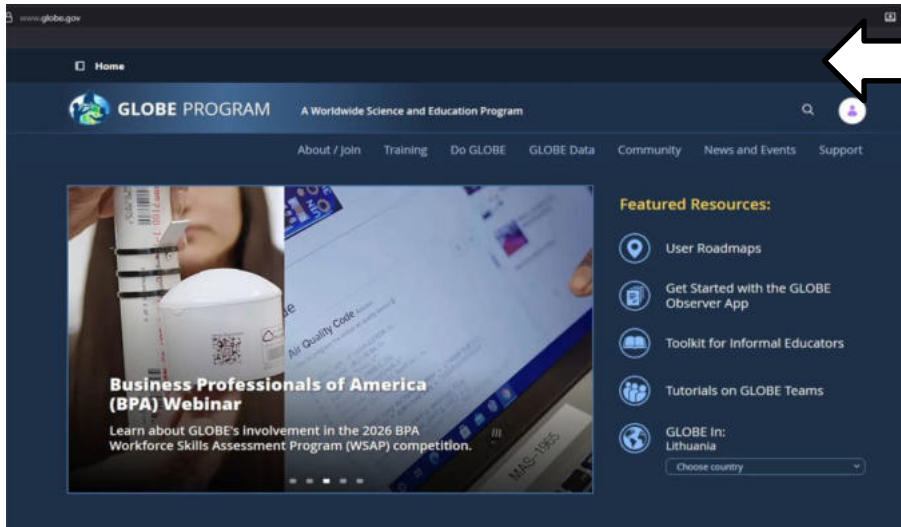 www.globe.gov
Home
GLOBE PROGRAM
A Worldwide Science and Education Program
About / Join Training Do GLOBE GLOBE Data Community News and Events Support
Air Quality Code
MAS-1965
Business Professionals of America
(BPA) Webinar
Learn about GLOBE's involvement in the 2026 BPA
Workforce Skills Assessment Program (WSAP) competition.
Featured Resources:
User Roadmaps
Get Started with the GLOBE
Observer App
Toolkit for Informal Educators
Tutorials on GLOBE Teams
GLOBE In:
Lithuania
Choose country